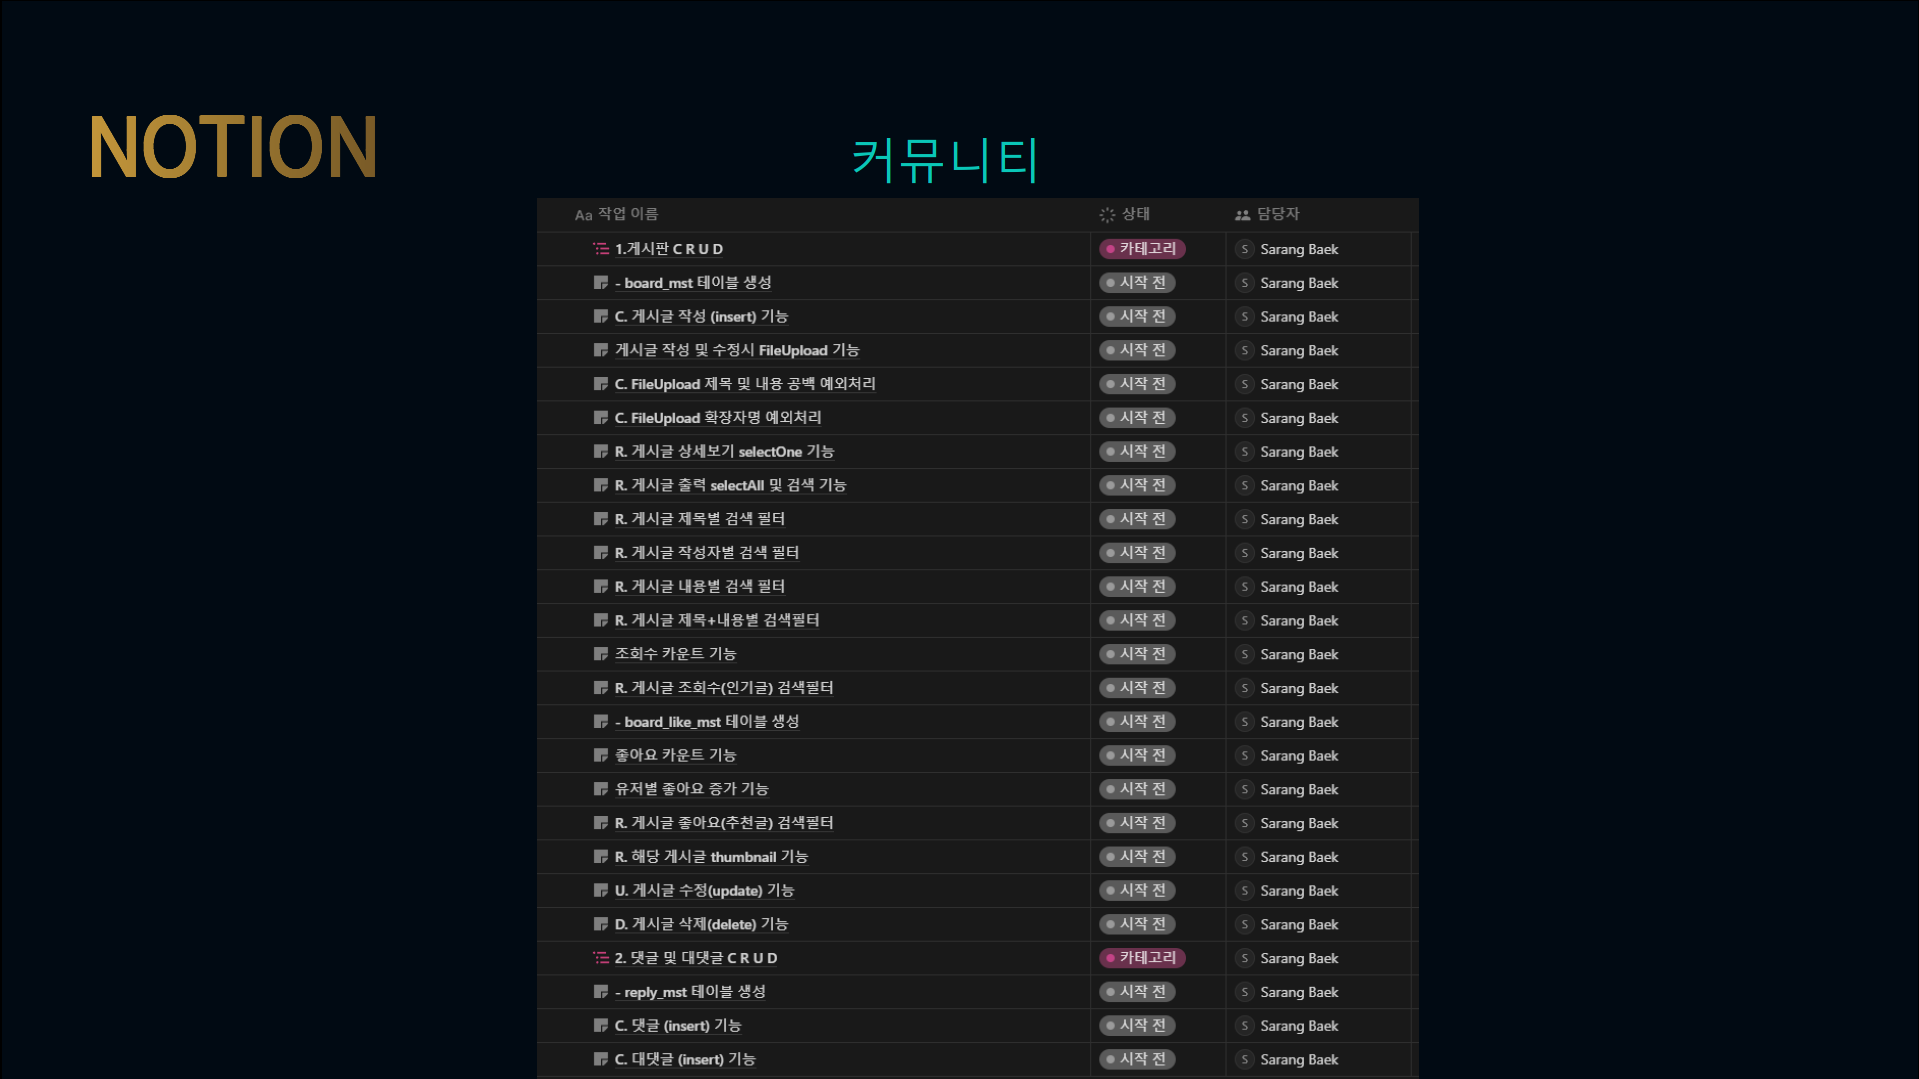 NOTION
커뮤니티
Aa 작업 이름 상태 담당자
1.게시판 C R U D 카테고리 S Sarang Baek
- board_mst 테이블 생성 시작 전 S Sarang Baek
C. 게시글 작성 (insert) 기능 시작 전 S Sarang Baek
게시글 작성 및 수정시 FileUpload 기능 시작 전 S Sarang Baek
C. FileUpload 제목 및 내용 공백 예외처리 시작 전 S Sarang Baek
C. FileUpload 확장자명 예외처리 시작 전 S Sarang Baek
R. 게시글 상세보기 selectOne 기능 시작 전 S Sarang Baek
R. 게시글 출력 selectAll 및 검색 기능 시작 전 S Sarang Baek
R. 게시글 제목별 검색 필터 시작 전 S Sarang Baek
R. 게시글 작성자별 검색 필터 시작 전 S Sarang Baek
R. 게시글 내용별 검색 필터 시작 전 S Sarang Baek
R. 게시글 제목+내용별 검색필터 시작 전 S Sarang Baek
조회수 카운트 기능 시작 전 S Sarang Baek
R. 게시글 조회수(인기글) 검색필터 시작 전 S Sarang Baek
- board_like_mst 테이블 생성 시작 전 S Sarang Baek
좋아요 카운트 기능 시작 전 S Sarang Baek
유저별 좋아요 증가 기능 시작 전 S Sarang Baek
R. 게시글 좋아요(추천글) 검색필터 시작 전 S Sarang Baek
R. 해당 게시글 thumbnail 기능 시작 전 S Sarang Baek
U. 게시글 수정(update) 기능 시작 전 S Sarang Baek
D. 게시글 삭제(delete) 기능 시작 전 S Sarang Baek
2. 댓글 및 대댓글 C R U D 카테고리 S Sarang Baek
- reply_mst 테이블 생성 시작 전 S Sarang Baek
C. 댓글 (insert) 기능 시작 전 S Sarang Baek
C. 대댓글 (insert) 기능 시작 전 S Sarang Baek